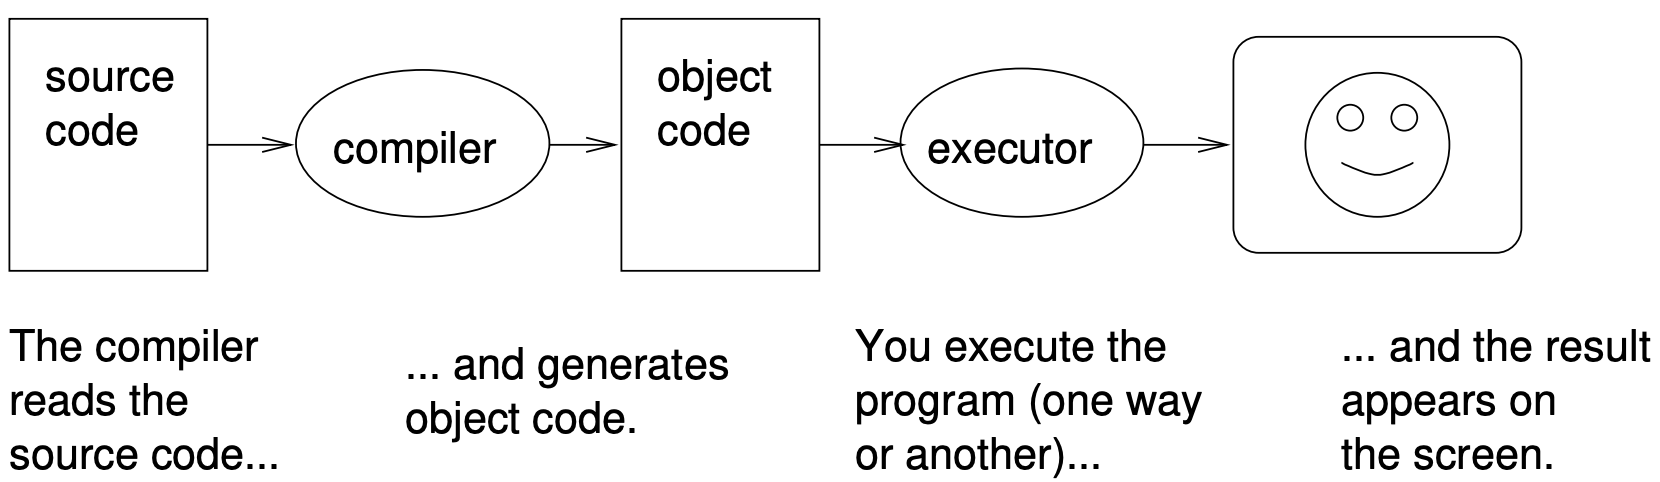 source
code
compiler
object
code
executor
The compiler
reads the
source code...
... and generates
object code.
You execute the
program (one way
or another)...
... and the result
appears on
the screen.